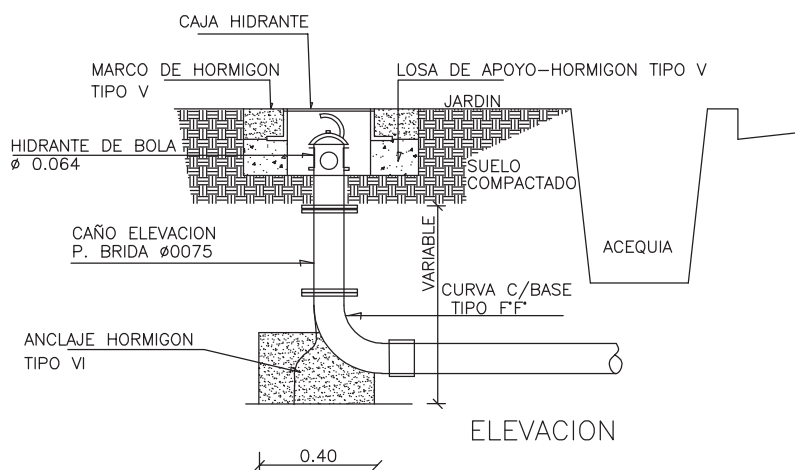 CAJA HIDRANTE
MARCO DE HORMIGON
TIPO V
LOSA DE APOYO-HORMIGON TIPO V
JARDIN
HIDRANTE DE BOLA
ø 0.064
SUELO
COMPACTADO
CAÑO ELEVACION
P. BRIDA ø0075
VARIABLE
ACEQUIA
CURVA C/BASE
TIPO F'F'
ANCLAJE HORMIGON
TIPO VI
ELEVACION
0.40